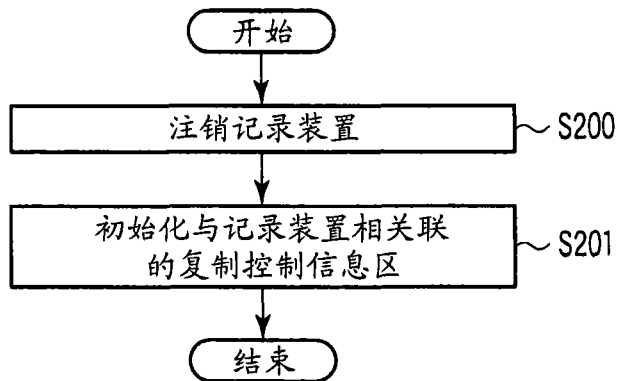 开始
注销记录装置
S200
初始化与记录装置相关联
的复制控制信息区
S201
结束